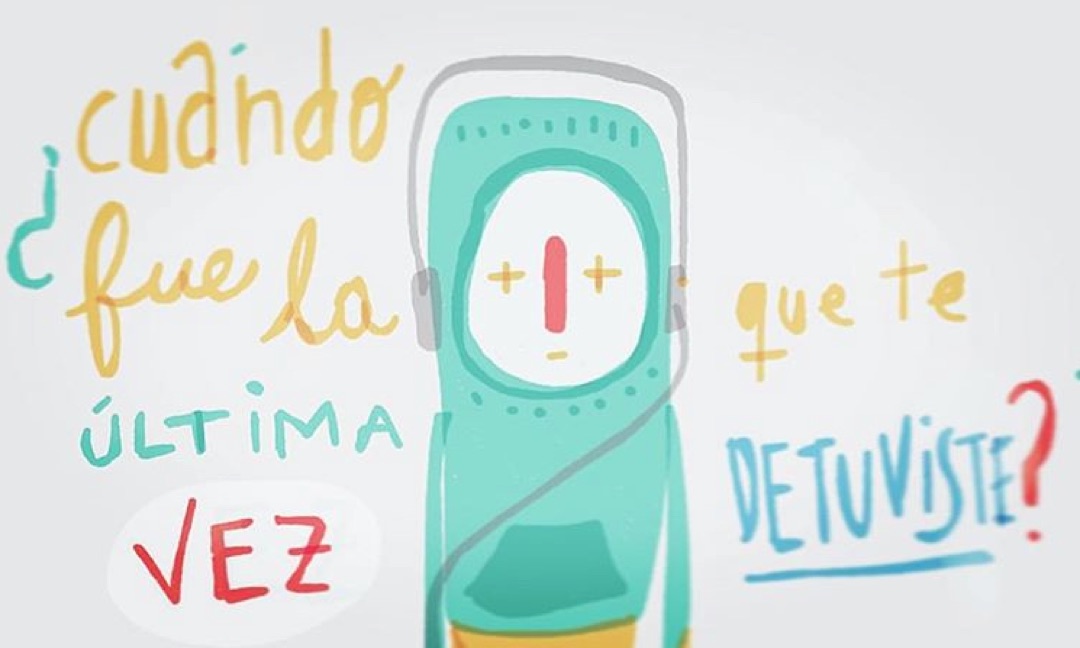 ¿cuándo
fue la
ÚLTiMA
VEZ
que te
DETUViSTE?